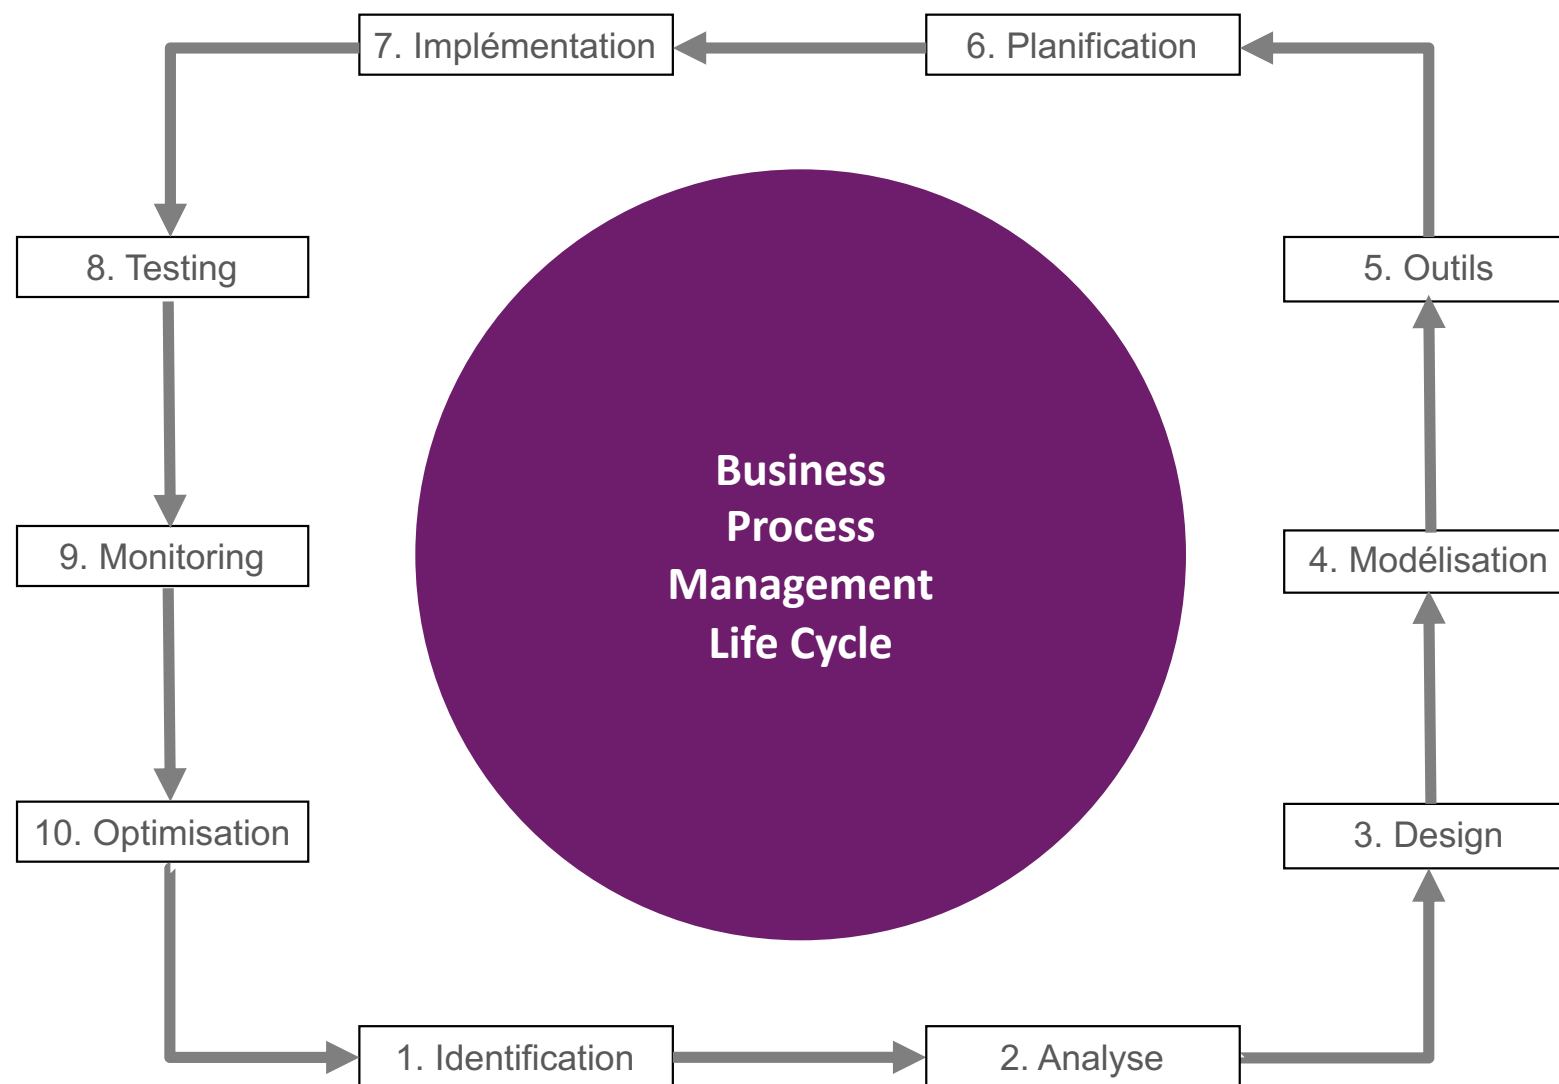 7. Implémentation
6. Planification
8. Testing
5. Outils
Business
Process
Management
Life Cycle
9. Monitoring
4. Modélisation
10. Optimisation
3. Design
1. Identification
2. Analyse